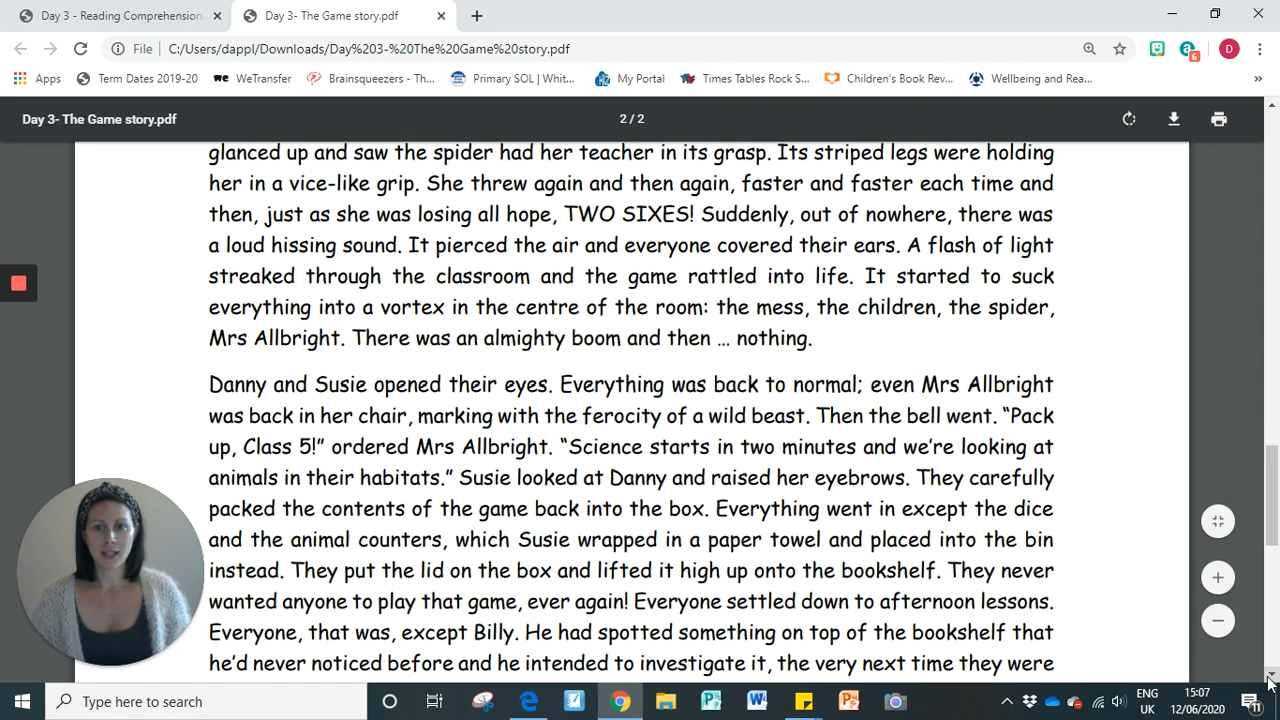 Day 3 - Reading Comprehension
Day 3- The Game story.pdf
File
C:/Users/dappl/Downloads/Day%203-%20The%20Game%20story.pdf
D
6
Apps
Term Dates 2019-20
we WeTransfer
Brainsqueezers - Th...
Primary SOL | Whit...
My Portal
Times Tables Rock S...
Children's Book Rev...
Wellbeing and Rea...
»
Day 3- The Game story.pdf
2 / 2
glanced up and saw the spider had her teacher in its grasp. Its striped legs were holding
her in a vice-like grip. She threw again and then again, faster and faster each time and
then, just as she was losing all hope, TWO SIXES! Suddenly, out of nowhere, there was
a loud hissing sound. It pierced the air and everyone covered their ears. A flash of light
streaked through the classroom and the game rattled into life. It started to suck
everything into a vortex in the centre of the room: the mess, the children, the spider,
Mrs Allbright. There was an almighty boom and then … nothing.
Danny and Susie opened their eyes. Everything was back to normal; even Mrs Allbright
was back in her chair, marking with the ferocity of a wild beast. Then the bell went. “Pack
up, Class 5!” ordered Mrs Allbright. “Science starts in two minutes and we’re looking at
animals in their habitats.” Susie looked at Danny and raised her eyebrows. They carefully
packed the contents of the game back into the box. Everything went in except the dice
and the animal counters, which Susie wrapped in a paper towel and placed into the bin
instead. They put the lid on the box and lifted it high up onto the bookshelf. They never
wanted anyone to play that game, ever again! Everyone settled down to afternoon lessons.
Everyone, that was, except Billy. He had spotted something on top of the bookshelf that
he’d never noticed before and he intended to investigate it, the very next time they were
Type here to search
ENG
UK
15:07
12/06/2020
11